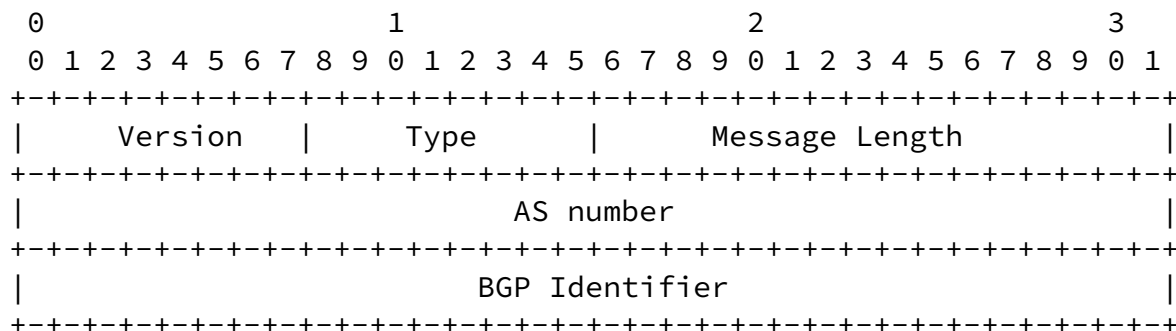 0                   1                   2                   3
 0 1 2 3 4 5 6 7 8 9 0 1 2 3 4 5 6 7 8 9 0 1 2 3 4 5 6 7 8 9 0 1
+-+-+-+-+-+-+-+-+-+-+-+-+-+-+-+-+-+-+-+-+-+-+-+-+-+-+-+-+-+-+-+-+
|     Version   |     Type      |      Message Length           |
+-+-+-+-+-+-+-+-+-+-+-+-+-+-+-+-+-+-+-+-+-+-+-+-+-+-+-+-+-+-+-+-+
|                           AS number                           |
+-+-+-+-+-+-+-+-+-+-+-+-+-+-+-+-+-+-+-+-+-+-+-+-+-+-+-+-+-+-+-+-+
|                         BGP Identifier                        |
+-+-+-+-+-+-+-+-+-+-+-+-+-+-+-+-+-+-+-+-+-+-+-+-+-+-+-+-+-+-+-+-+